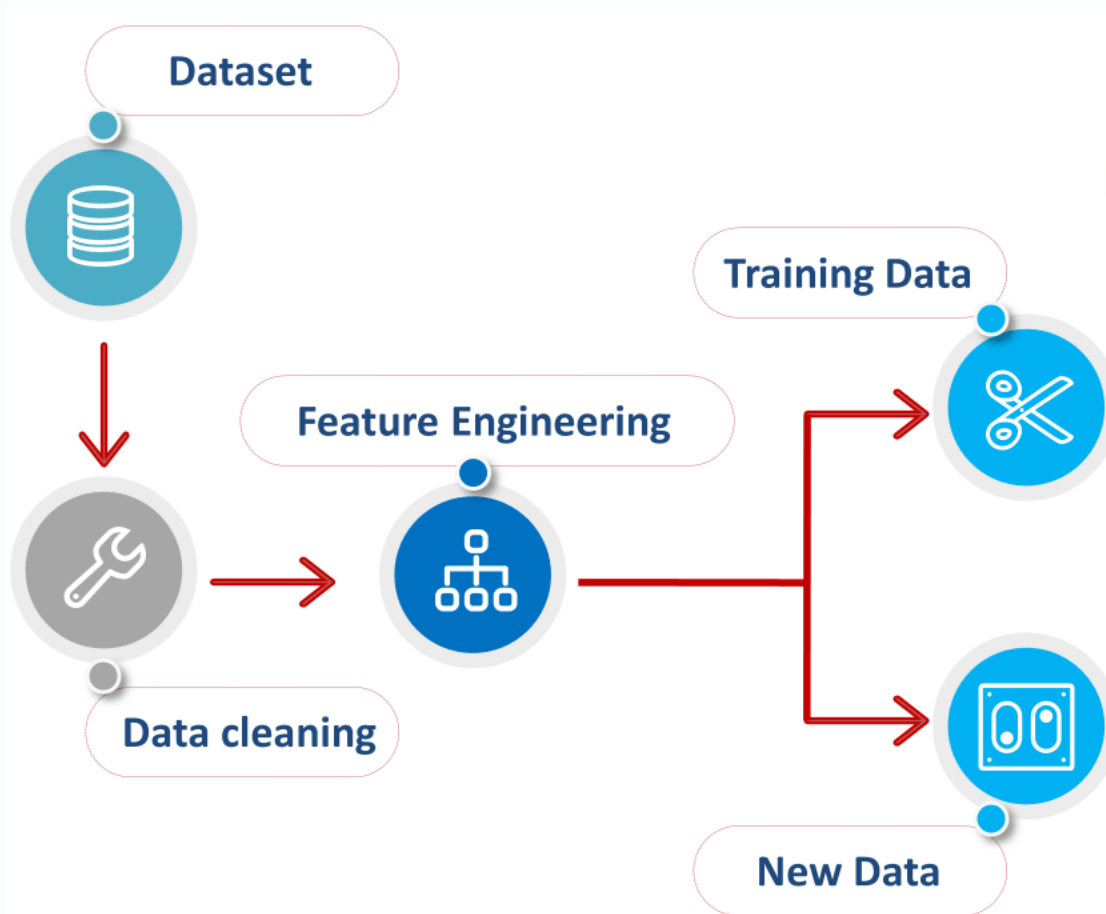 Dataset
Training Data
Feature Engineering
Data cleaning
New Data